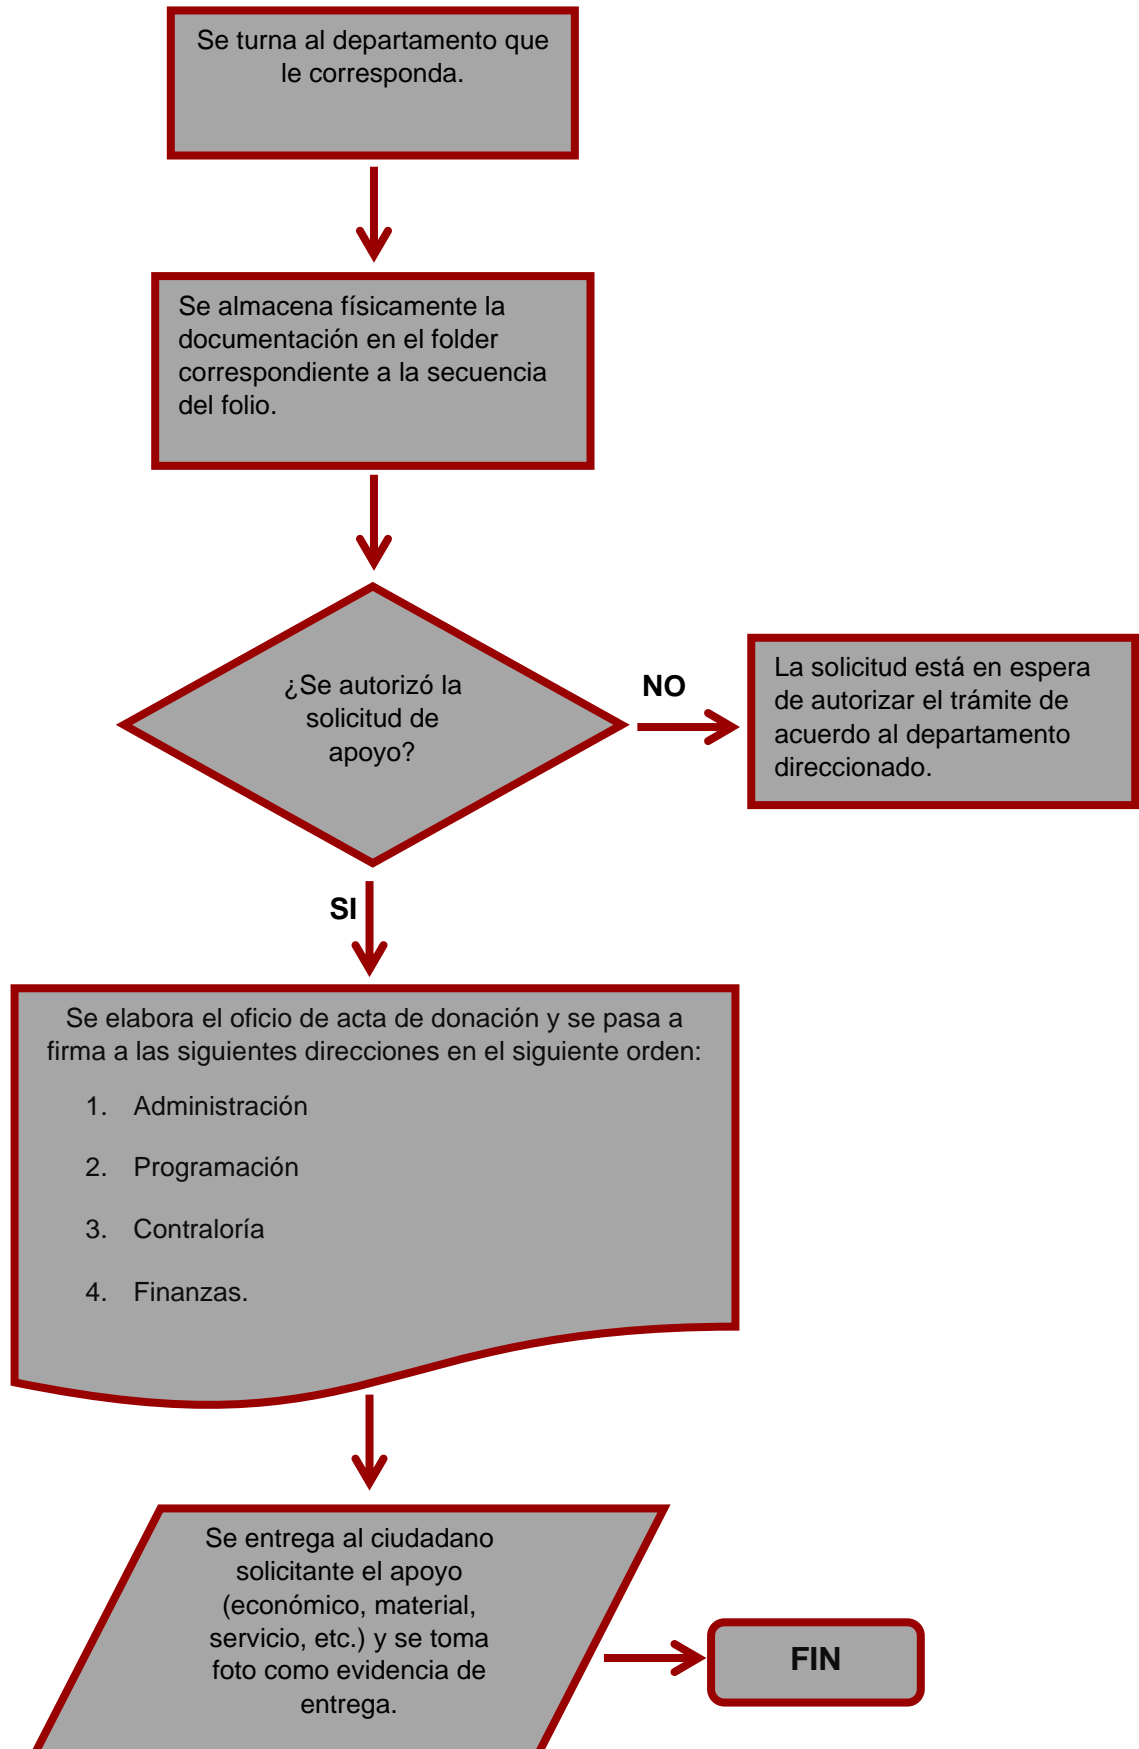 Se turna al departamento que
le corresponda.
Se almacena físicamente la
documentación en el folder
correspondiente a la secuencia
del folio.
¿Se autorizó la
solicitud de
apoyo?
NO
La solicitud está en espera
de autorizar el trámite de
acuerdo al departamento
direccionado.
SI
Se elabora el oficio de acta de donación y se pasa a
firma a las siguientes direcciones en el siguiente orden:
1. Administración
2. Programación
3. Contraloría
4. Finanzas.
Se entrega al ciudadano
solicitante el apoyo
(económico, material,
servicio, etc.) y se toma
foto como evidencia de
entrega.
FIN